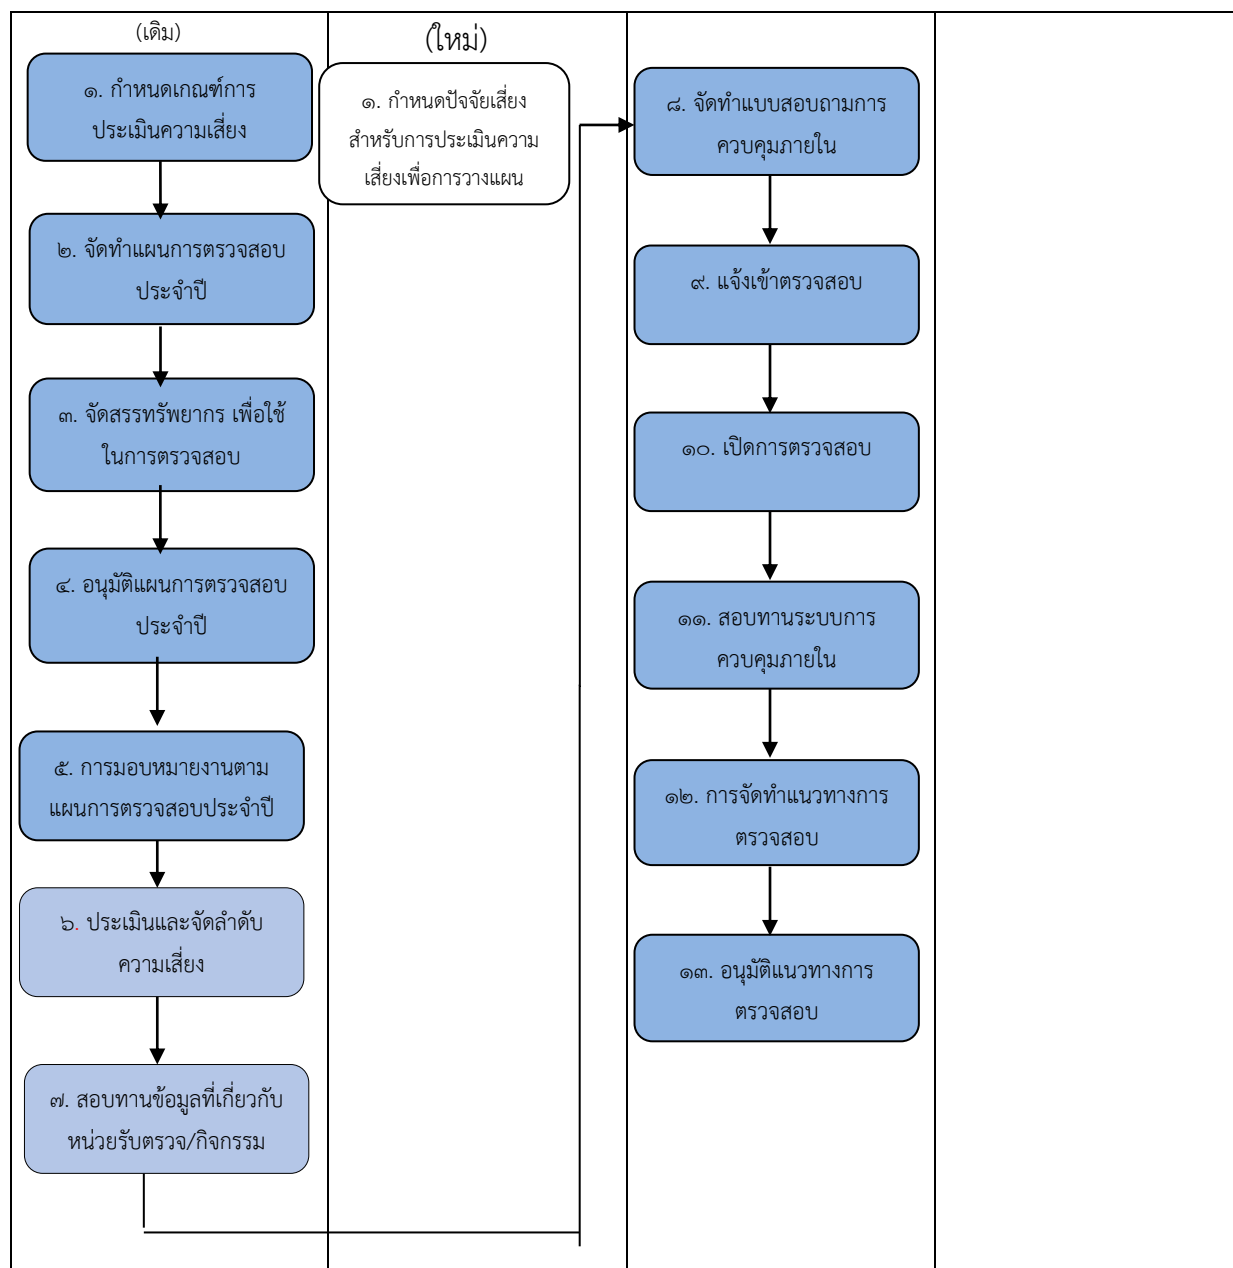 (เดิม)
๑. กำหนดเกณฑ์การ
ประเมินความเสี่ยง
๒. จัดทำแผนการตรวจสอบ
ประจำปี
๓. จัดสรรทรัพยากร เพื่อใช้
ในการตรวจสอบ
๔. อนุมัติแผนการตรวจสอบ
ประจำปี
๕. การมอบหมายงานตาม
แผนการตรวจสอบประจำปี
๖. ประเมินและจัดลำดับ
ความเสี่ยง
๗. สอบทานข้อมูลที่เกี่ยวกับ
หน่วยรับตรวจ/กิจกรรม
(ใหม่)
๑. กำหนดปัจจัยเสี่ยง
สำหรับการประเมินความ
เสี่ยงเพื่อการวางแผน
๘. จัดทำแบบสอบถามการ
ควบคุมภายใน
๙. แจ้งเข้าตรวจสอบ
๑๐. เปิดการตรวจสอบ
๑๑. สอบทานระบบการ
ควบคุมภายใน
๑๒. การจัดทำแนวทางการ
ตรวจสอบ
๑๓. อนุมัติแนวทางการ
ตรวจสอบ